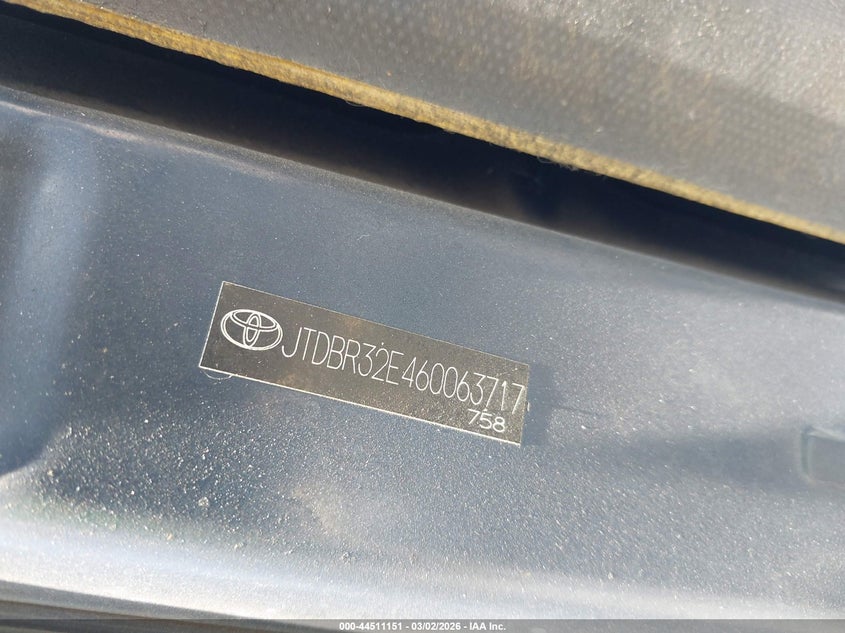 JTDBR32E460063717
758
000-44511151 | 03/02/2026 - IAA Inc.